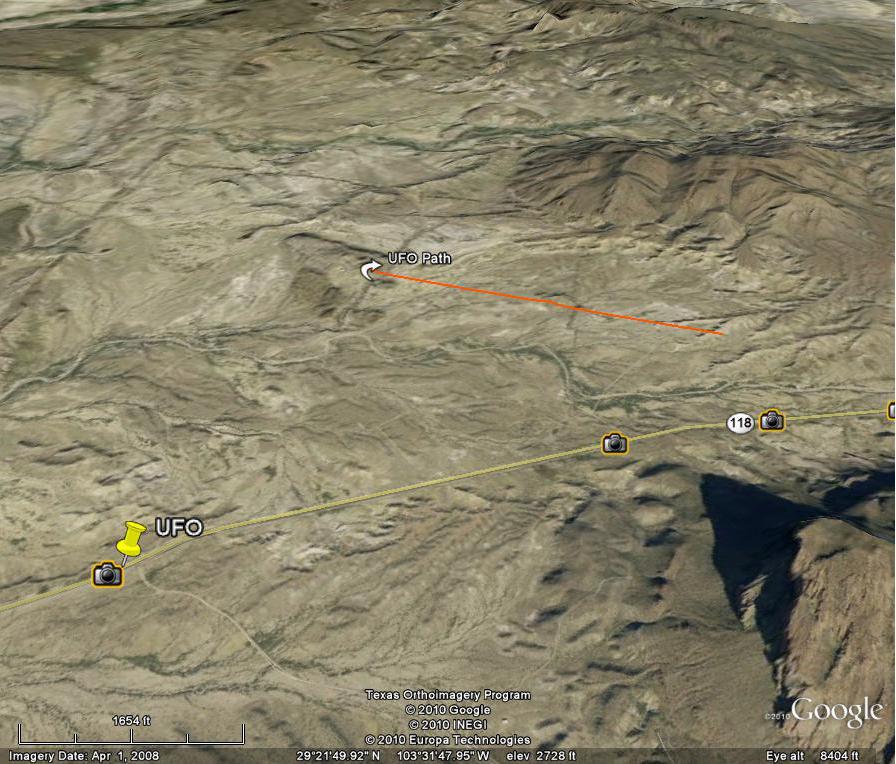 UFO Path
118
UFO
Texas Orthoimagery Program
© 2010 Google
© 2010 INEGI
© 2010 Europa Technologies
©2010 Google
1654 ft
Imagery Date: Apr 1, 2008
29°21'49.92" N 103°31'47.95" W elev 2728 ft
Eye alt 8404 ft